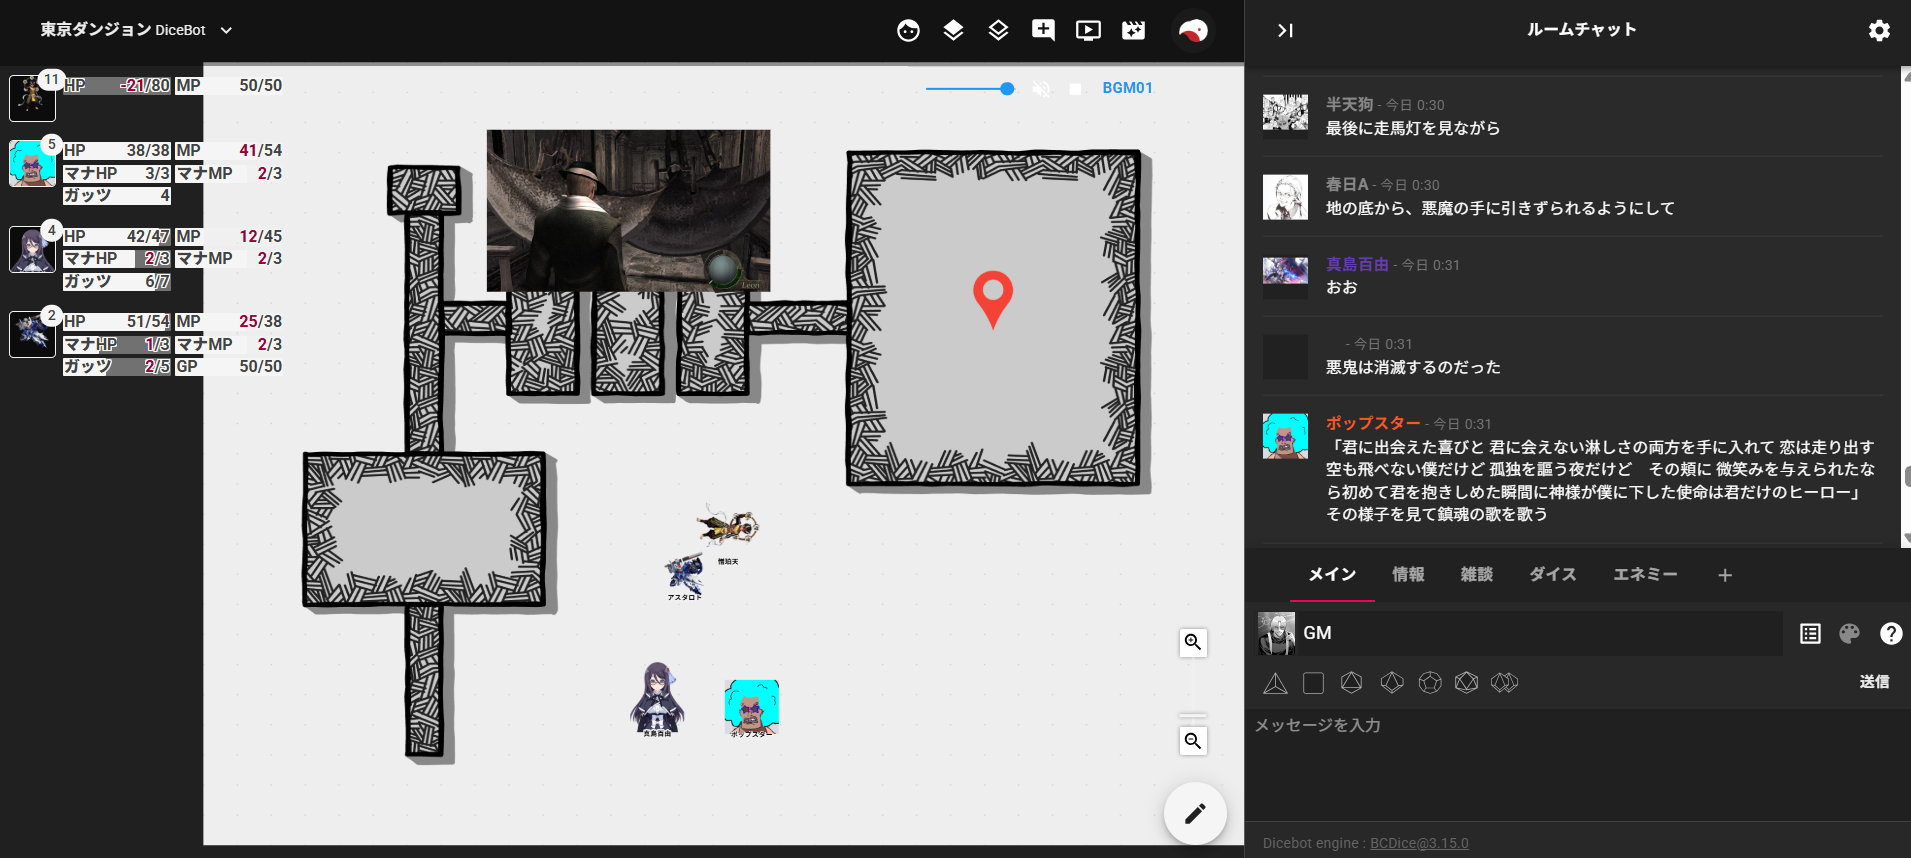 東京ダンジョン DiceBot
ルームチャット
11
HP -21/80 MP 50/50
5
HP 38/38 MP 41/54
マナHP 3/3 マナMP 2/3
ガッツ 4
4
HP 42/47 MP 12/45
マナHP 2/3 マナMP 2/3
ガッツ 6/7
2
HP 51/54 MP 25/38
マナHP 1/3 マナMP 2/3
ガッツ 2/5 GP 50/50
BGM01
Leon
憎珀天
アスタロト
真島百由
ポップスター
半天狗 - 今日 0:30
最後に走馬灯を見ながら
春日A - 今日 0:30
地の底から、悪魔の手に引きずられるようにして
真島百由 - 今日 0:31
おお
- 今日 0:31
悪鬼は消滅するのだった
ポップスター - 今日 0:31
「君に出会えた喜びと 君に会えない淋しさの両方を手に入れて 恋は走り出す
空も飛べない僕だけど 孤独を謳う夜だけど　その頬に 微笑みを与えられたな
ら初めて君を抱きしめた瞬間に神様が僕に下した使命は君だけのヒーロー」
その様子を見て鎮魂の歌を歌う
メイン 情報 雑談 ダイス エネミー +
GM
送信
メッセージを入力
Dicebot engine : BCDice@3.15.0